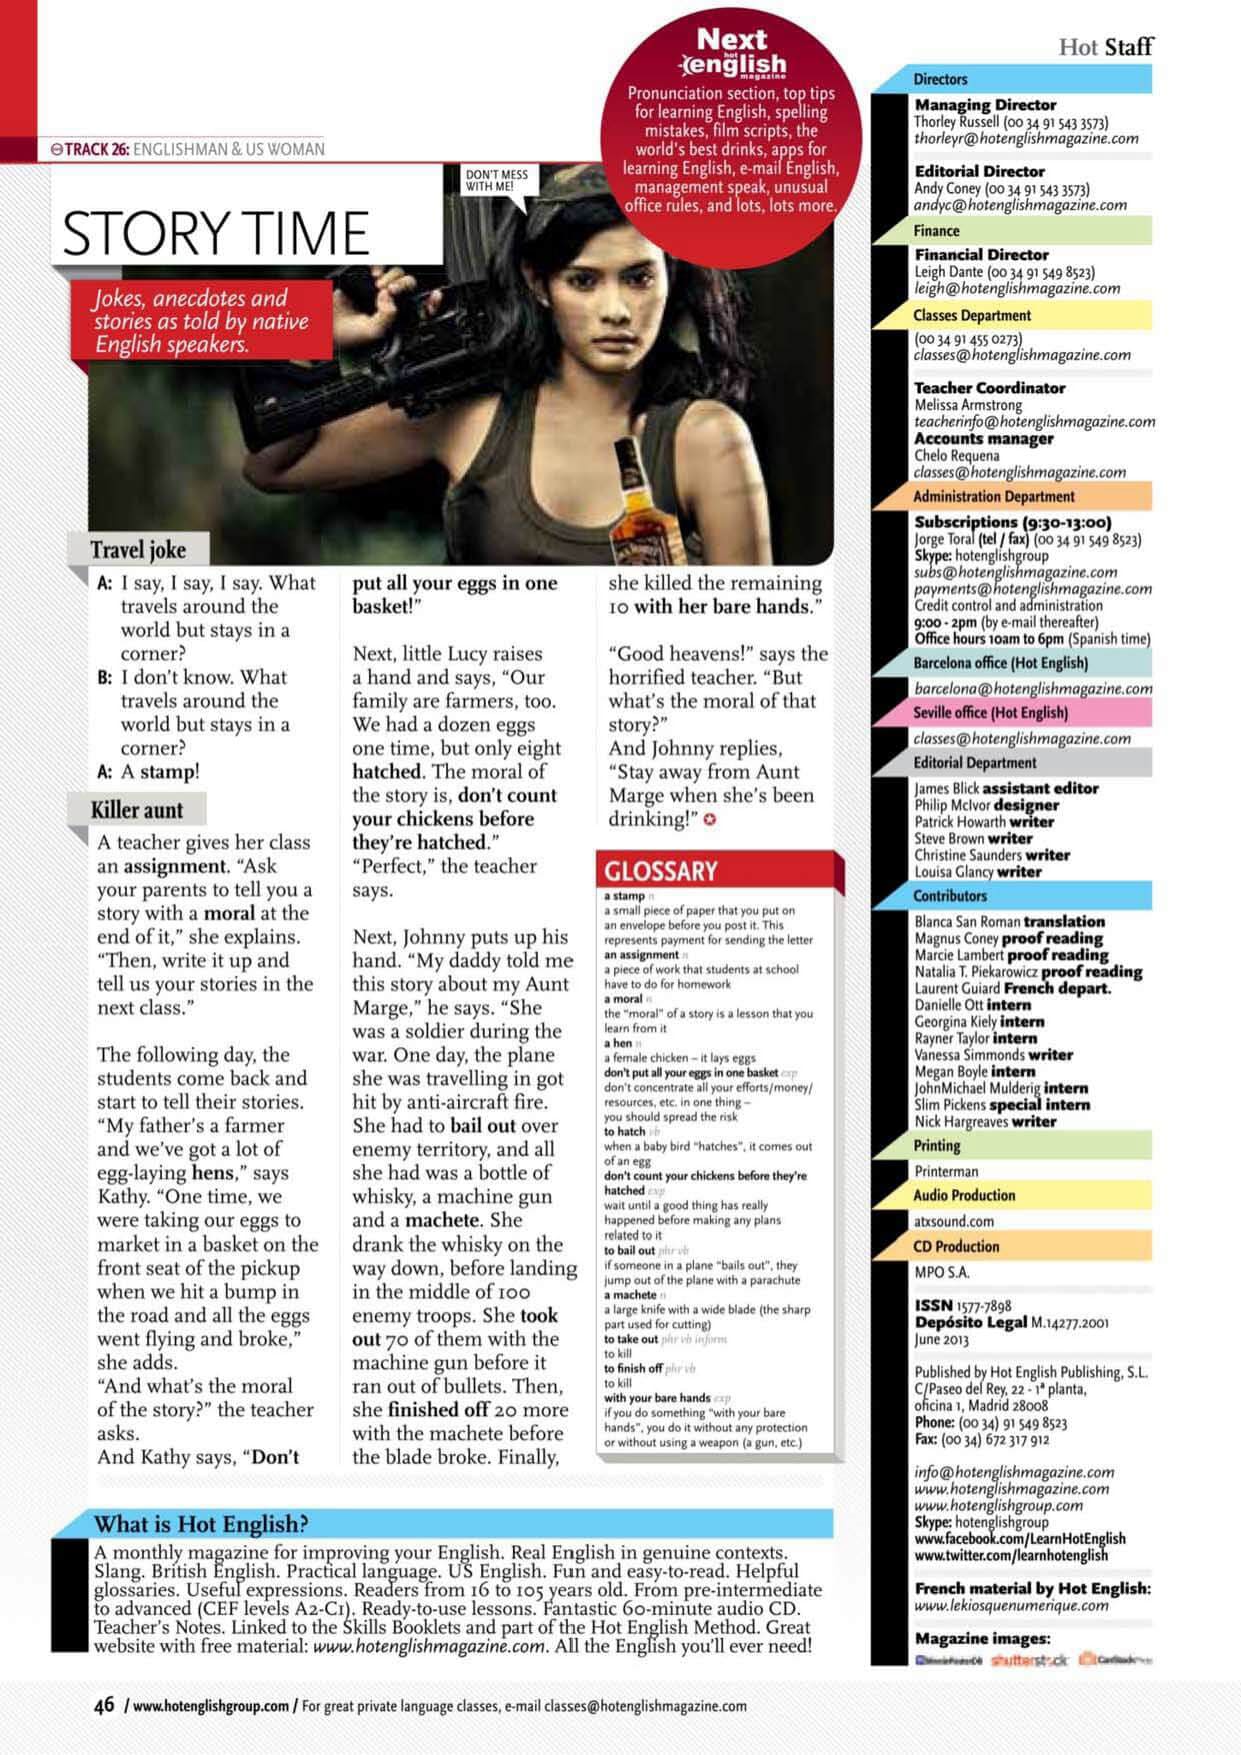 Next
hot
english
magazine
Pronunciation section, top tips
for learning English, spelling
mistakes, film scripts, the
world's best drinks, apps for
learning English, e-mail English,
management speak, unusual
office rules, and lots, lots more.
TRACK 26: ENGLISHMAN & US WOMAN
STORY TIME
DON'T MESS
WITH ME!
Jokes, anecdotes and
stories as told by native
English speakers.
Travel joke
A: I say, I say, I say. What
travels around the
world but stays in a
corner?
B: I don't know. What
travels around the
world but stays in a
corner?
A: A stamp!
Killer aunt
A teacher gives her class
an assignment. “Ask
your parents to tell you a
story with a moral at the
end of it,” she explains.
“Then, write it up and
tell us your stories in the
next class.”
The following day, the
students come back and
start to tell their stories.
“My father's a farmer
and we've got a lot of
egg-laying hens,” says
Kathy. “One time, we
were taking our eggs to
market in a basket on the
front seat of the pickup
when we hit a bump in
the road and all the eggs
went flying and broke,”
she adds.
“And what's the moral
of the story?” the teacher
asks.
And Kathy says, “Don't
put all your eggs in one
basket!”
Next, little Lucy raises
a hand and says, “Our
family are farmers, too.
We had a dozen eggs
one time, but only eight
hatched. The moral of
the story is, don't count
your chickens before
they're hatched.”
“Perfect,” the teacher
says.
Next, Johnny puts up his
hand. “My daddy told me
this story about my Aunt
Marge,” he says. “She
was a soldier during the
war. One day, the plane
she was travelling in got
hit by anti-aircraft fire.
She had to bail out over
enemy territory, and all
she had was a bottle of
whisky, a machine gun
and a machete. She
drank the whisky on the
way down, before landing
in the middle of 100
enemy troops. She took
out 70 of them with the
machine gun before it
ran out of bullets. Then,
she finished off 20 more
with the machete before
the blade broke. Finally,
she killed the remaining
10 with her bare hands.”
“Good heavens!” says the
horrified teacher. “But
what's the moral of that
story?”
And Johnny replies,
“Stay away from Aunt
Marge when she's been
drinking!”
GLOSSARY
a stamp n
a small piece of paper that you put on
an envelope before you post it. This
represents payment for sending the letter
an assignment n
a piece of work that students at school
have to do for homework
a moral n
the “moral” of a story is a lesson that you
learn from it
a hen n
a female chicken – it lays eggs
don't put all your eggs in one basket exp
don't concentrate all your efforts/money/
resources, etc. in one thing –
you should spread the risk
to hatch vb
when a baby bird “hatches”, it comes out
of an egg
don't count your chickens before they're
hatched exp
wait until a good thing has really
happened before making any plans
related to it
to bail out phr vb
if someone in a plane “bails out”, they
jump out of the plane with a parachute
a machete n
a large knife with a wide blade (the sharp
part used for cutting)
to take out phr vb inform
to kill
to finish off phr vb
to kill
with your bare hands exp
if you do something “with your bare
hands”, you do it without any protection
or without using a weapon (a gun, etc.)
What is Hot English?
A monthly magazine for improving your English. Real English in genuine contexts.
Slang. British English. Practical language. US English. Fun and easy-to-read. Helpful
glossaries. Useful expressions. Readers from 16 to 105 years old. From pre-intermediate
to advanced (CEF levels A2-C1). Ready-to-use lessons. Fantastic 60-minute audio CD.
Teacher's Notes. Linked to the Skills Booklets and part of the Hot English Method. Great
website with free material: www.hotenglishmagazine.com. All the English you'll ever need!
46 / www.hotenglishgroup.com / For great private language classes, e-mail classes@hotenglishmagazine.com
Hot Staff
Directors
Managing Director
Thorley Russell (00 34 91 543 3573)
thorleyr@hotenglishmagazine.com
Editorial Director
Andy Coney (00 34 91 543 3573)
andyc@hotenglishmagazine.com
Finance
Financial Director
Leigh Dante (00 34 91 549 8523)
leigh@hotenglishmagazine.com
Classes Department
(00 34 91 455 0273)
classes@hotenglishmagazine.com
Teacher Coordinator
Melissa Armstrong
teacherinfo@hotenglishmagazine.com
Accounts manager
Chelo Requena
classes@hotenglishmagazine.com
Administration Department
Subscriptions (9:30-13:00)
Jorge Toral (tel / fax) (00 34 91 549 8523)
Skype: hotenglishgroup
subs@hotenglishmagazine.com
payments@hotenglishmagazine.com
Credit control and administration
9:00 - 2pm (by e-mail thereafter)
Office hours 10am to 6pm (Spanish time)
Barcelona office (Hot English)
barcelona@hotenglishmagazine.com
Seville office (Hot English)
classes@hotenglishmagazine.com
Editorial Department
James Blick assistant editor
Philip McIvor designer
Patrick Howarth writer
Steve Brown writer
Christine Saunders writer
Louisa Glancy writer
Contributors
Blanca San Roman translation
Magnus Coney proof reading
Marcie Lambert proof reading
Natalia T. Piekarowicz proof reading
Laurent Guiard French depart.
Danielle Ott intern
Georgina Kiely intern
Rayner Taylor intern
Vanessa Simmonds writer
Megan Boyle intern
JohnMichael Mulderig intern
Slim Pickens special intern
Nick Hargreaves writer
Printing
Printerman
Audio Production
atxsound.com
CD Production
MPO S.A.
ISSN 1577-7898
Depósito Legal M.14277.2001
June 2013
Published by Hot English Publishing, S.L.
C/Paseo del Rey, 22 - 1ª planta,
oficina 1, Madrid 28008
Phone: (00 34) 91 549 8523
Fax: (00 34) 672 317 912
info@hotenglishmagazine.com
www.hotenglishmagazine.com
www.hotenglishgroup.com
Skype: hotenglishgroup
www.facebook.com/LearnHotEnglish
www.twitter.com/learnhotenglish
French material by Hot English:
www.lekiosquenumerique.com
Magazine images:
shutterstock